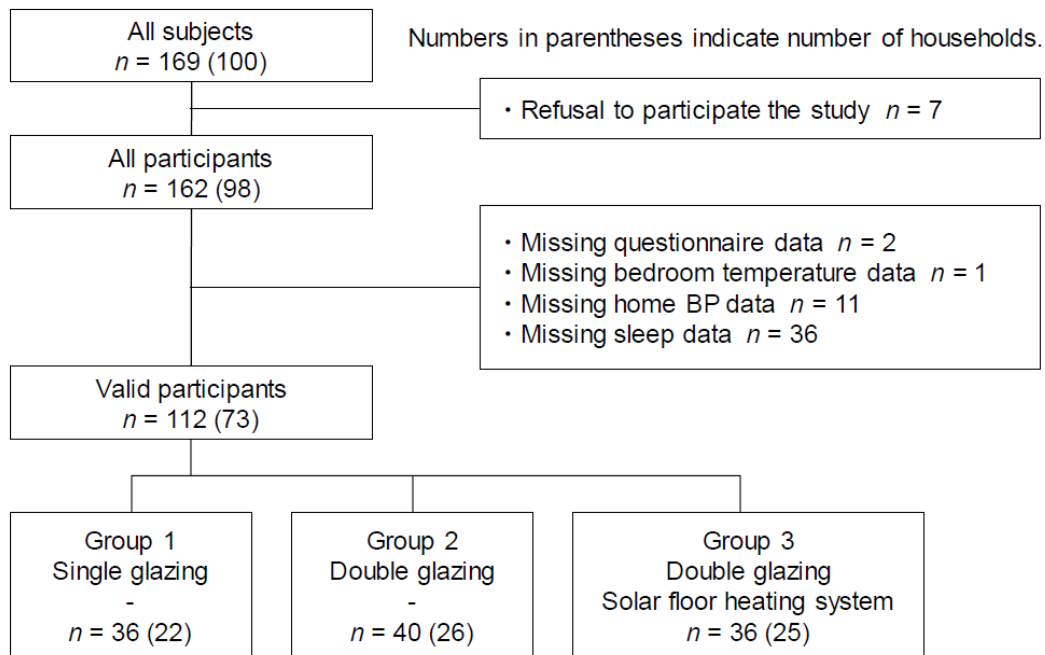 All subjects
n = 169 (100)
Numbers in parentheses indicate number of households.
・Refusal to participate the study n = 7
All participants
n = 162 (98)
・Missing questionnaire data n = 2
・Missing bedroom temperature data n = 1
・Missing home BP data n = 11
・Missing sleep data n = 36
Valid participants
n = 112 (73)
Group 1
Single glazing
-
n = 36 (22)
Group 2
Double glazing
-
n = 40 (26)
Group 3
Double glazing
Solar floor heating system
n = 36 (25)